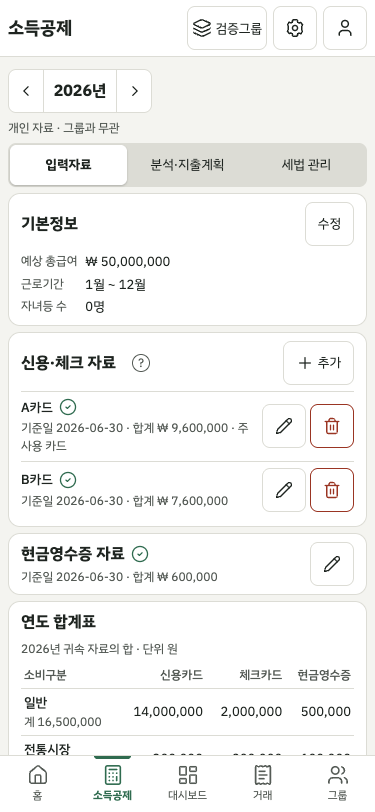 소득공제
검증그룹
2026년
개인 자료 · 그룹과 무관
입력자료
분석·지출계획
세법 관리
기본정보
수정
예상 총급여 ₩ 50,000,000
근로기간 1월 ~ 12월
자녀등 수 0명
신용·체크 자료 ?
추가
A카드
기준일 2026-06-30 · 합계 ₩ 9,600,000 · 주
사용 카드
B카드
기준일 2026-06-30 · 합계 ₩ 7,600,000
현금영수증 자료
기준일 2026-06-30 · 합계 ₩ 600,000
연도 합계표
2026년 귀속 자료의 합 · 단위 원
소비구분 신용카드 체크카드 현금영수증
일반 14,000,000 2,000,000 500,000
계 16,500,000
전통시장
홈
소득공제
대시보드
거래
그룹